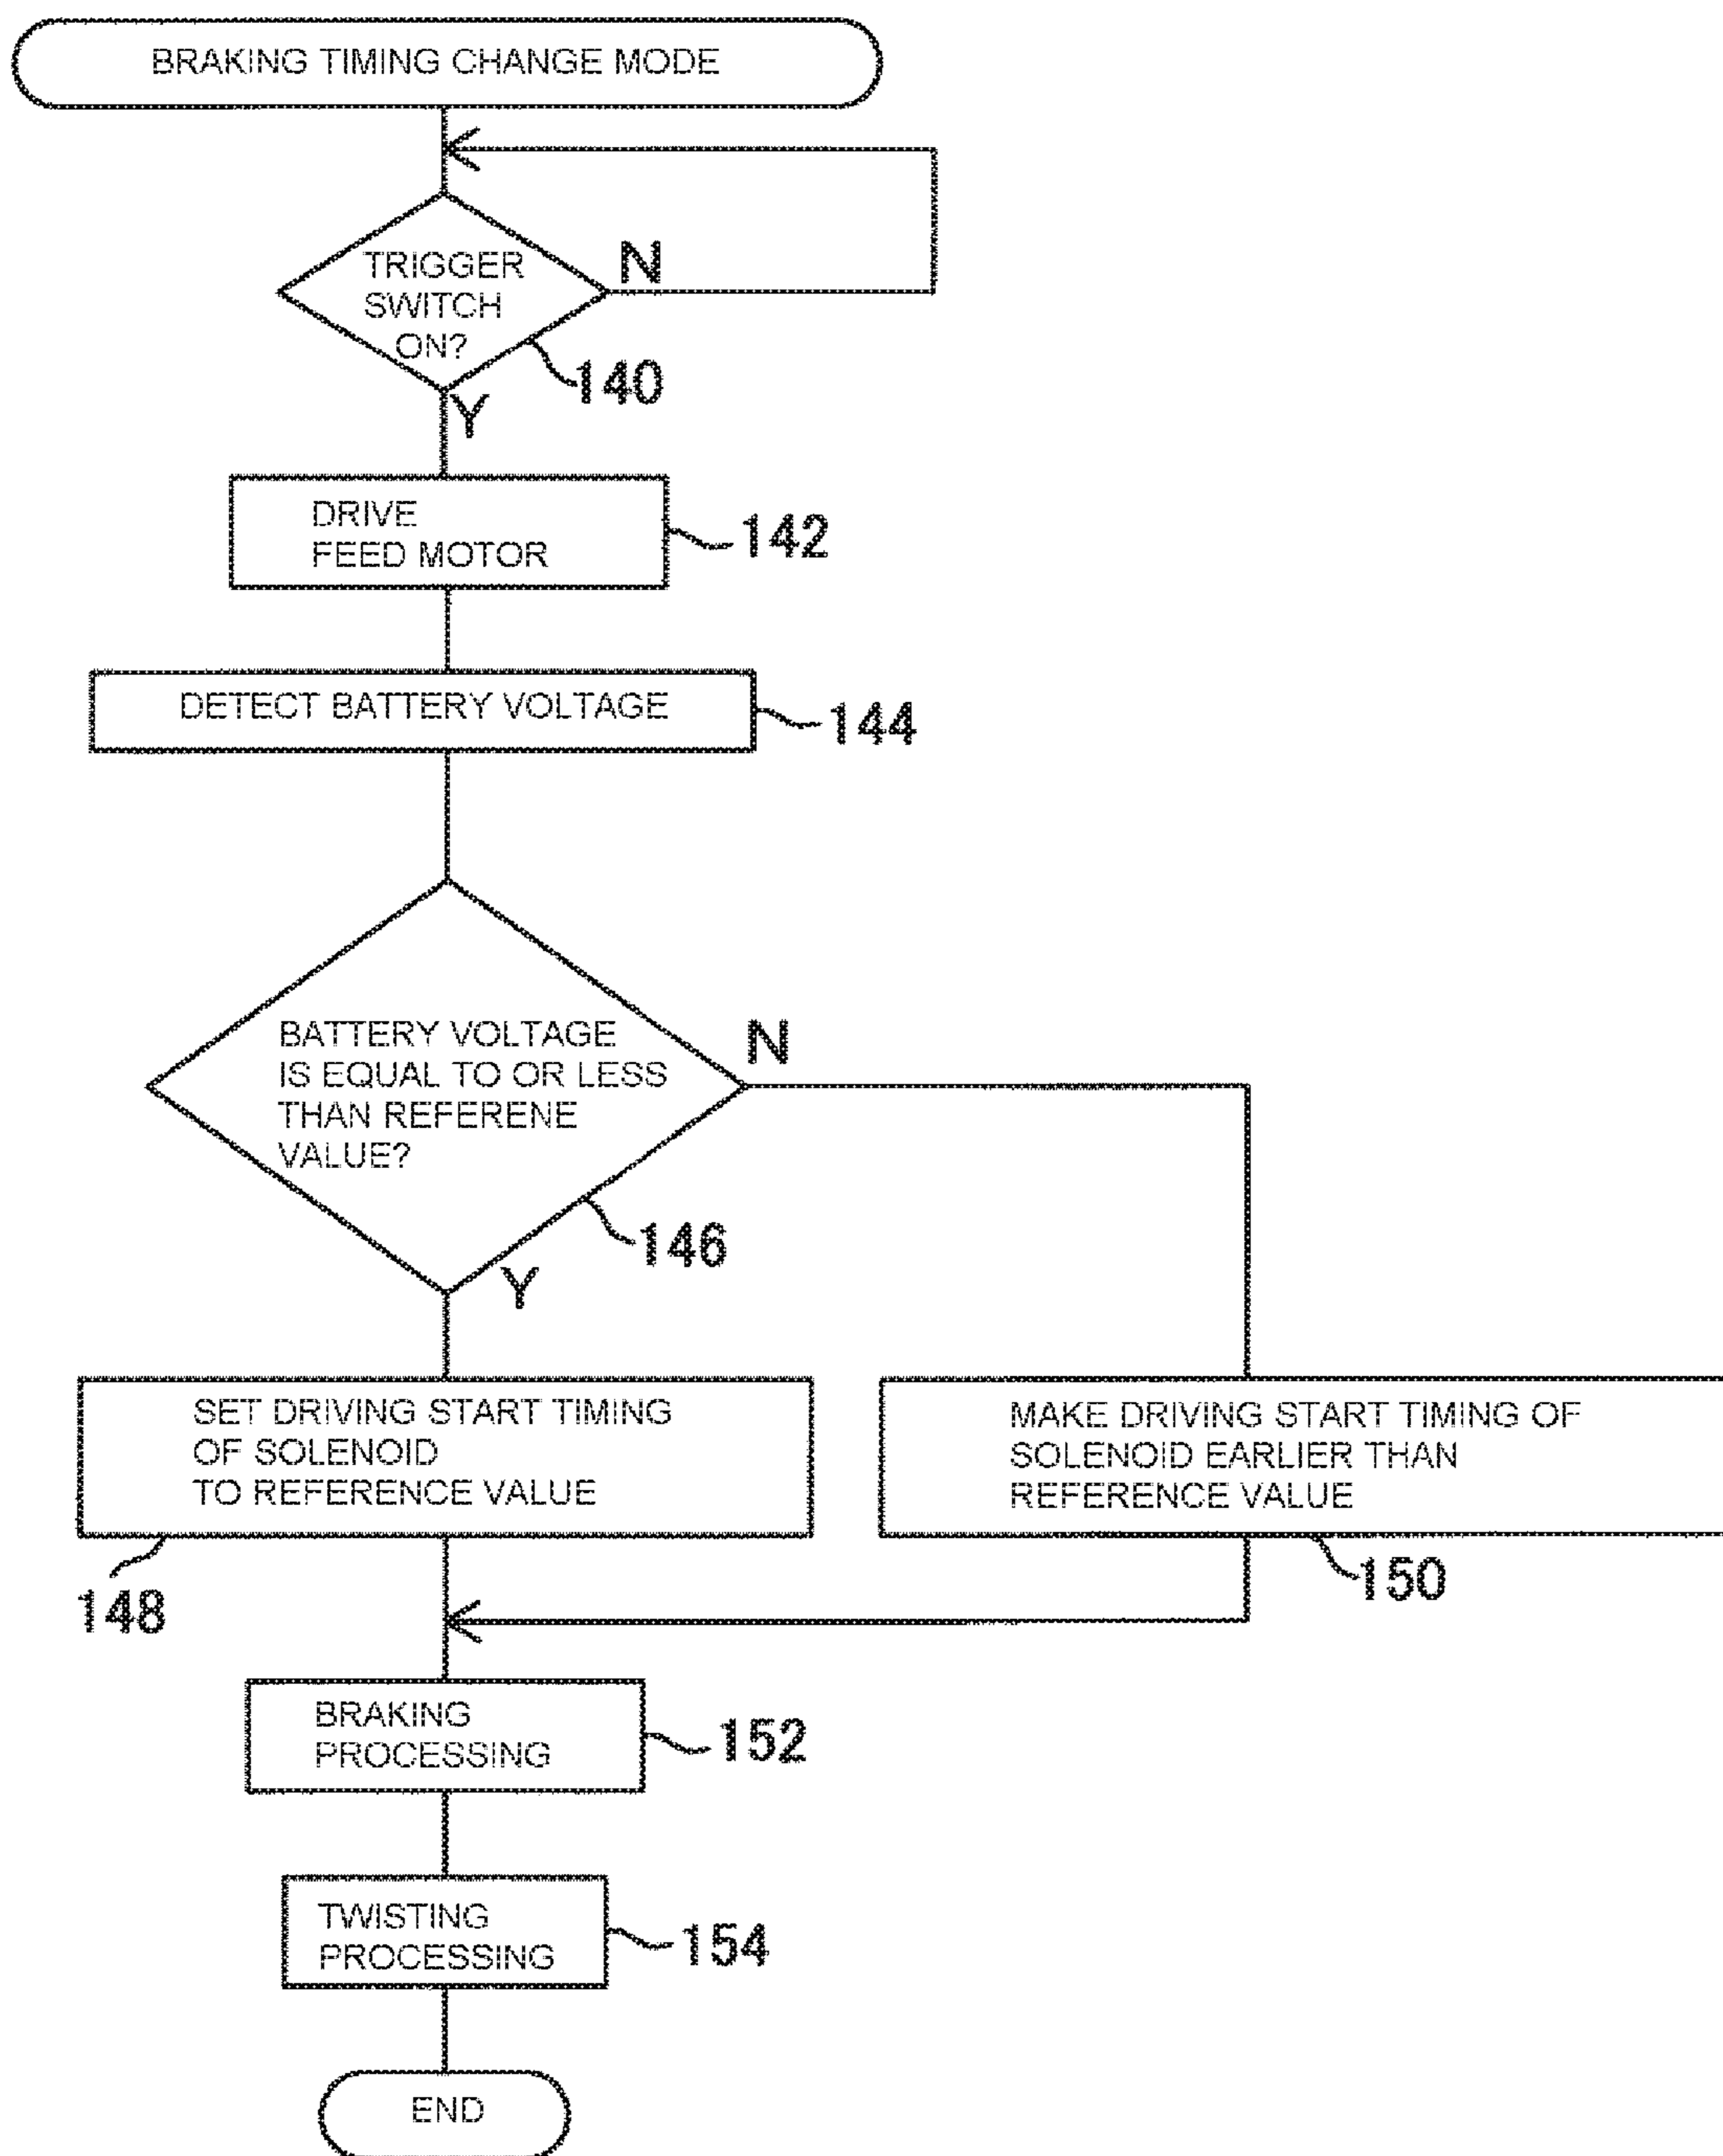 BRAKING TIMING CHANGE MODE
TRIGGER
SWITCH
ON?
N
140
Y
DRIVE
FEED MOTOR
142
DETECT BATTERY VOLTAGE
144
BATTERY VOLTAGE
IS EQUAL TO OR LESS
THAN REFERENE
VALUE?
N
146
Y
SET DRIVING START TIMING
OF SOLENOID
TO REFERENCE VALUE
148
MAKE DRIVING START TIMING OF
SOLENOID EARLIER THAN
REFERENCE VALUE
150
BRAKING
PROCESSING
152
TWISTING
PROCESSING
154
END